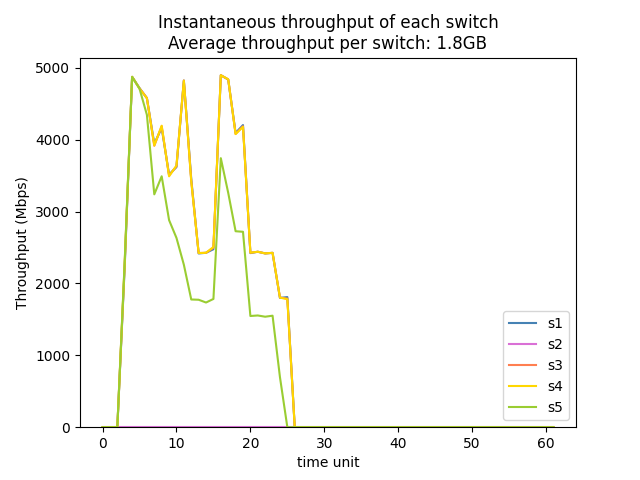 Instantaneous throughput of each switch
Average throughput per switch: 1.8GB
Throughput (Mbps)
5000
4000
3000
2000
1000
0
0 10 20 30 40 50 60
time unit
s1
s2
s3
s4
s5